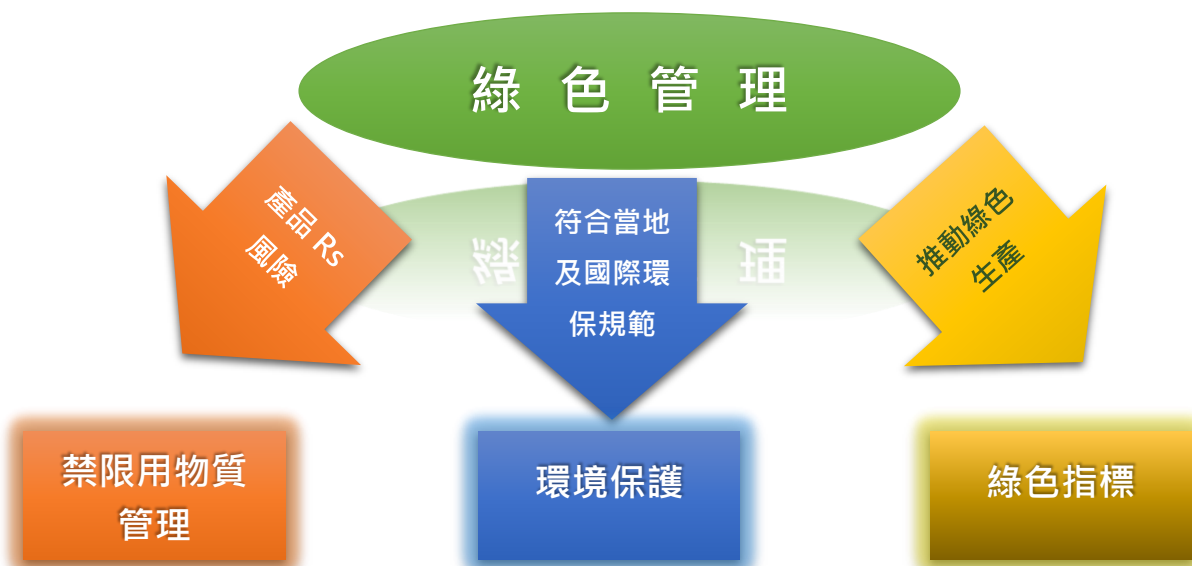 綠色管理
產品 RS
風險
符合當地
及國際環
保規範
推動綠色
生產
禁限用物質
管理
環境保護
綠色指標